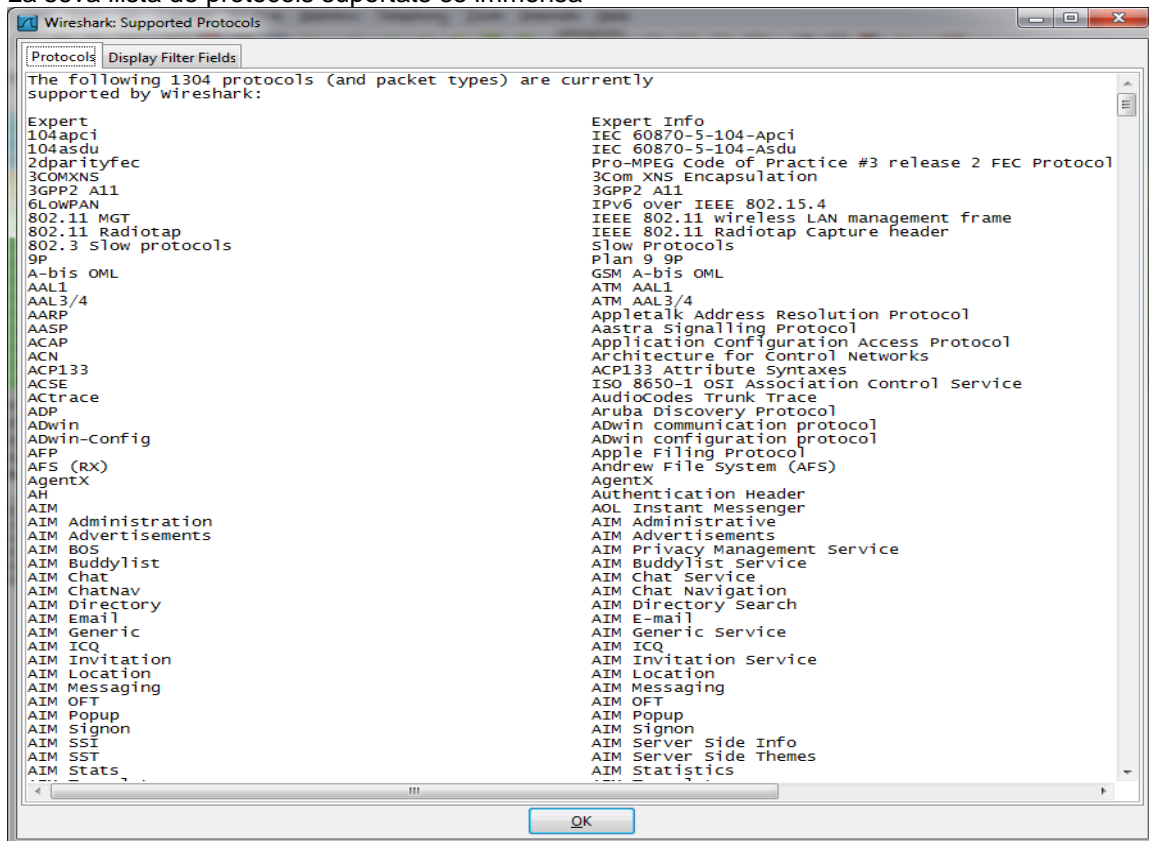 La seva llista de protocols suportats és immensa
Wireshark: Supported Protocols
Protocols Display Filter Fields
The following 1304 protocols (and packet types) are currently
supported by Wireshark:
Expert Expert Info
104apci IEC 60870-5-104-Apci
104asdu IEC 60870-5-104-Asdu
2dparityfec Pro-MPEG Code of Practice #3 release 2 FEC Protocol
3COMXNS 3Com XNS Encapsulation
3GPP2 A11 3GPP2 A11
6LoWPAN IPv6 over IEEE 802.15.4
802.11 MGT IEEE 802.11 wireless LAN management frame
802.11 Radiotap IEEE 802.11 Radiotap Capture header
802.3 Slow protocols Slow Protocols
9P Plan 9 9P
A-bis OML GSM A-bis OML
AAL1 ATM AAL1
AAL3/4 ATM AAL3/4
AARP Appletalk Address Resolution Protocol
AASP Aastra Signalling Protocol
ACAP Application Configuration Access Protocol
ACN Architecture for Control Networks
ACP133 ACP133 Attribute Syntaxes
ACSE ISO 8650-1 OSI Association Control Service
ACtrace AudioCodes Trunk Trace
ADP Aruba Discovery Protocol
ADwin ADwin communication protocol
ADwin-Config ADwin configuration protocol
AFP Apple Filing Protocol
AFS (RX) Andrew File System (AFS)
AgentX AgentX
AH Authentication Header
AIM AOL Instant Messenger
AIM Administration AIM Administrative
AIM Advertisements AIM Advertisements
AIM BOS AIM Privacy Management Service
AIM Buddylist AIM Buddylist Service
AIM Chat AIM Chat Service
AIM ChatNav AIM Chat Navigation
AIM Directory AIM Directory Search
AIM Email AIM E-mail
AIM Generic AIM Generic Service
AIM ICQ AIM ICQ
AIM Invitation AIM Invitation Service
AIM Location AIM Location
AIM Messaging AIM Messaging
AIM OFT AIM OFT
AIM Popup AIM Popup
AIM Signon AIM Signon
AIM SSI AIM Server Side Info
AIM SST AIM Server Side Themes
AIM Stats AIM Statistics
OK